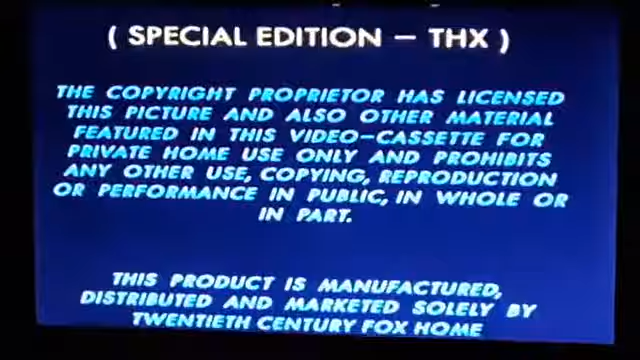 ( SPECIAL EDITION – THX )
THE COPYRIGHT PROPRIETOR HAS LICENSED
THIS PICTURE AND ALSO OTHER MATERIAL
FEATURED IN THIS VIDEO-CASSETTE FOR
PRIVATE HOME USE ONLY AND PROHIBITS
ANY OTHER USE, COPYING, REPRODUCTION
OR PERFORMANCE IN PUBLIC, IN WHOLE OR
IN PART.
THIS PRODUCT IS MANUFACTURED,
DISTRIBUTED AND MARKETED SOLELY BY
TWENTIETH CENTURY FOX HOME